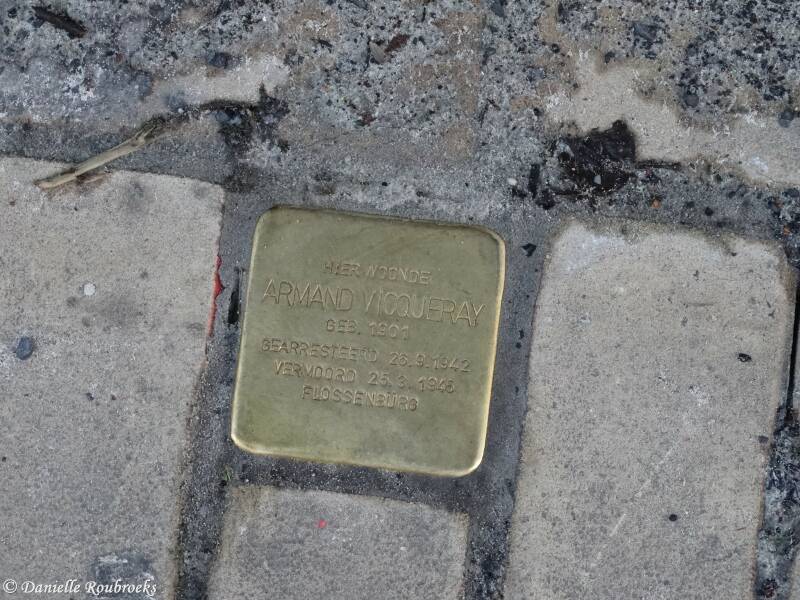 HIER WOONDE
ARMAND VICQUERAY
GEB. 1901
GEARRESTEERD 26.9.1942
VERMOORD 25.3.1945
FLOSSENBÜRG
© Danielle Roubroeks